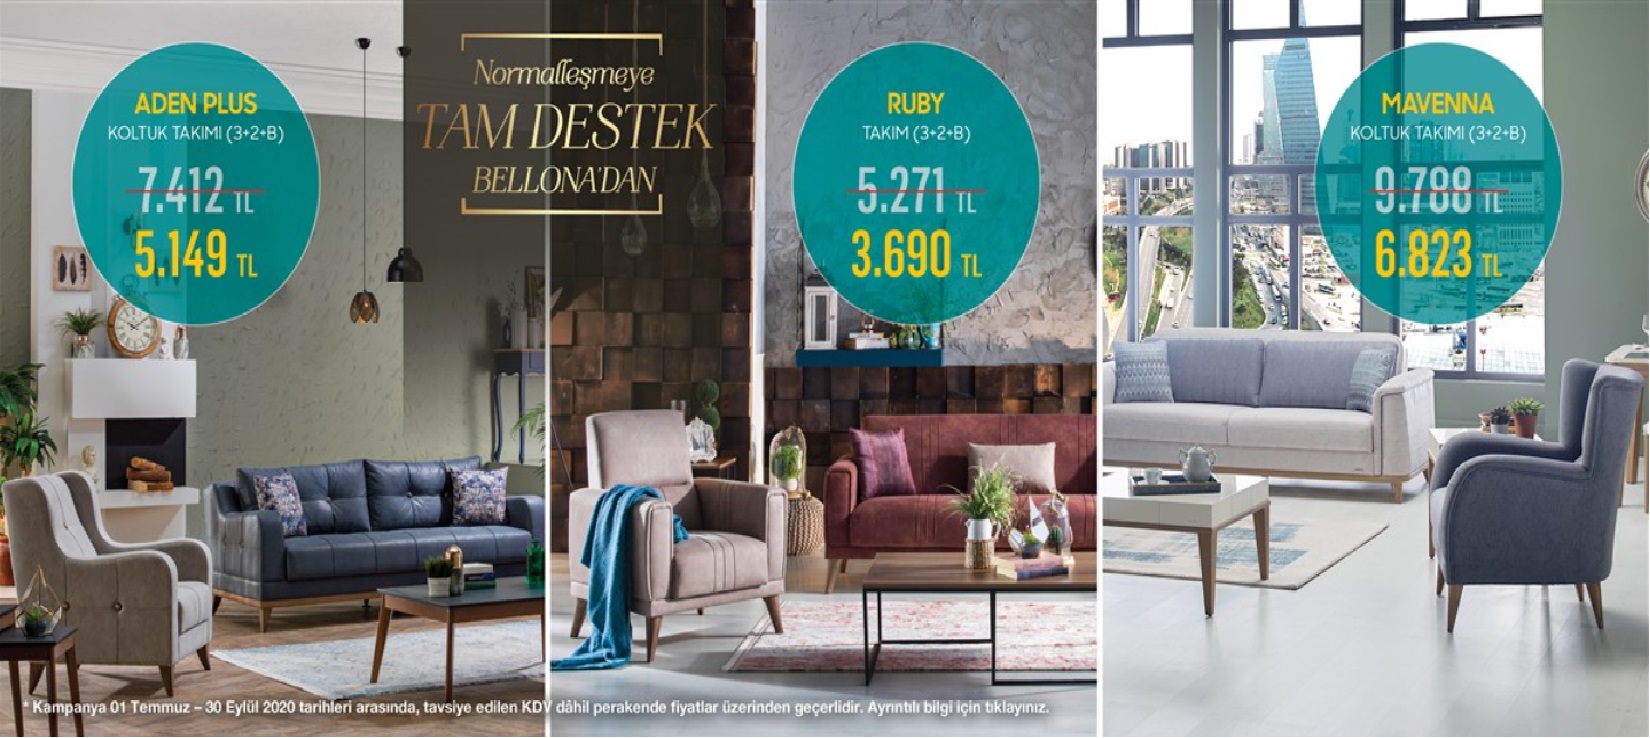 ADEN PLUS
KOLTUK TAKIMI (3+2+B)
7.412 TL
5.149 TL
Normalleşmeye
TAM DESTEK
BELLONA'DAN
RUBY
TAKIM (3+2+B)
5.271 TL
3.690 TL
MAVENNA
KOLTUK TAKIMI (3+2+B)
9.788 TL
6.823 TL
* Kampanya 01 Temmuz – 30 Eylül 2020 tarihleri arasında, tavsiye edilen KDV dâhil perakende fiyatlar üzerinden geçerlidir. Ayrıntılı bilgi için tıklayınız.